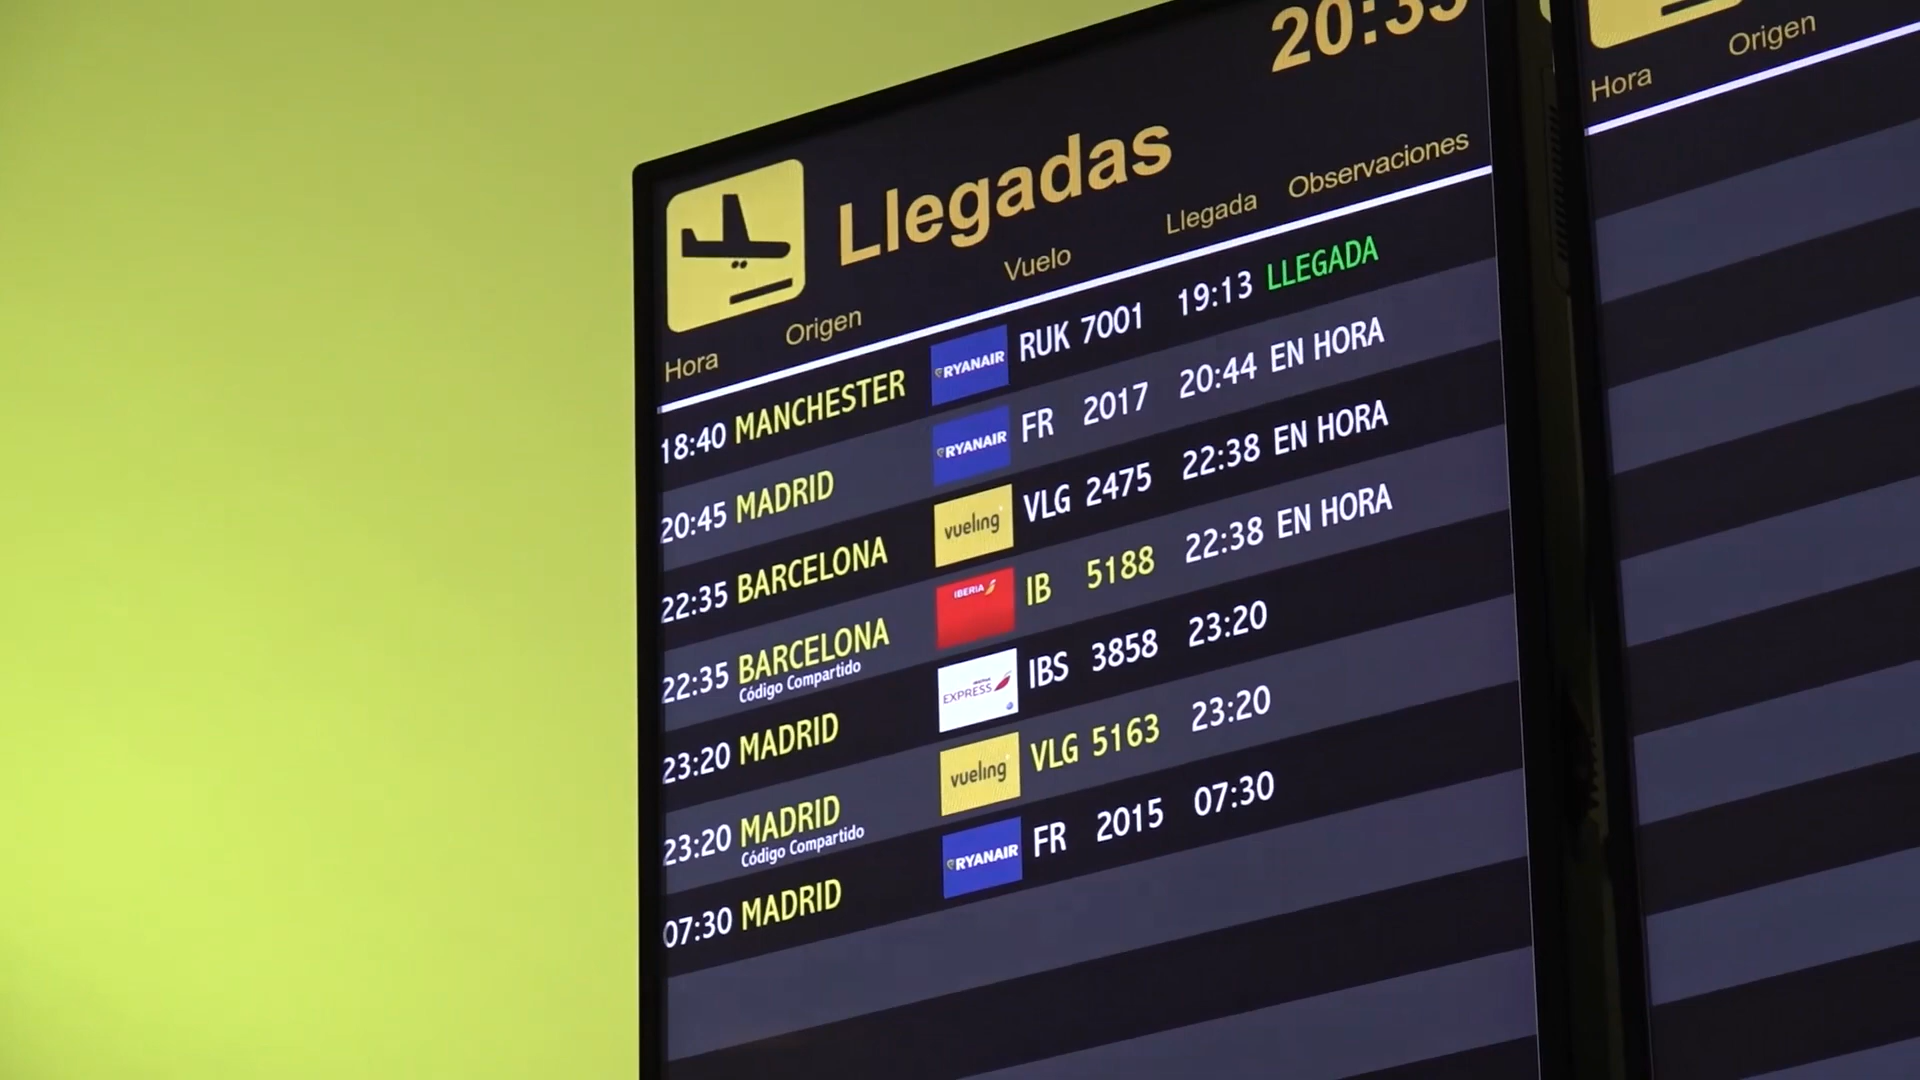 20:35
Llegadas
Hora Origen Vuelo Llegada Observaciones
18:40 MANCHESTER RYANAIR RUK 7001 19:13 LLEGADA
20:45 MADRID RYANAIR FR 2017 20:44 EN HORA
22:35 BARCELONA vueling VLG 2475 22:38 EN HORA
22:35 BARCELONA IBERIA IB 5188 22:38 EN HORA
Código Compartido
23:20 MADRID EXPRESS IBS 3858 23:20
23:20 MADRID vueling VLG 5163 23:20
Código Compartido
07:30 MADRID RYANAIR FR 2015 07:30
Hora Origen